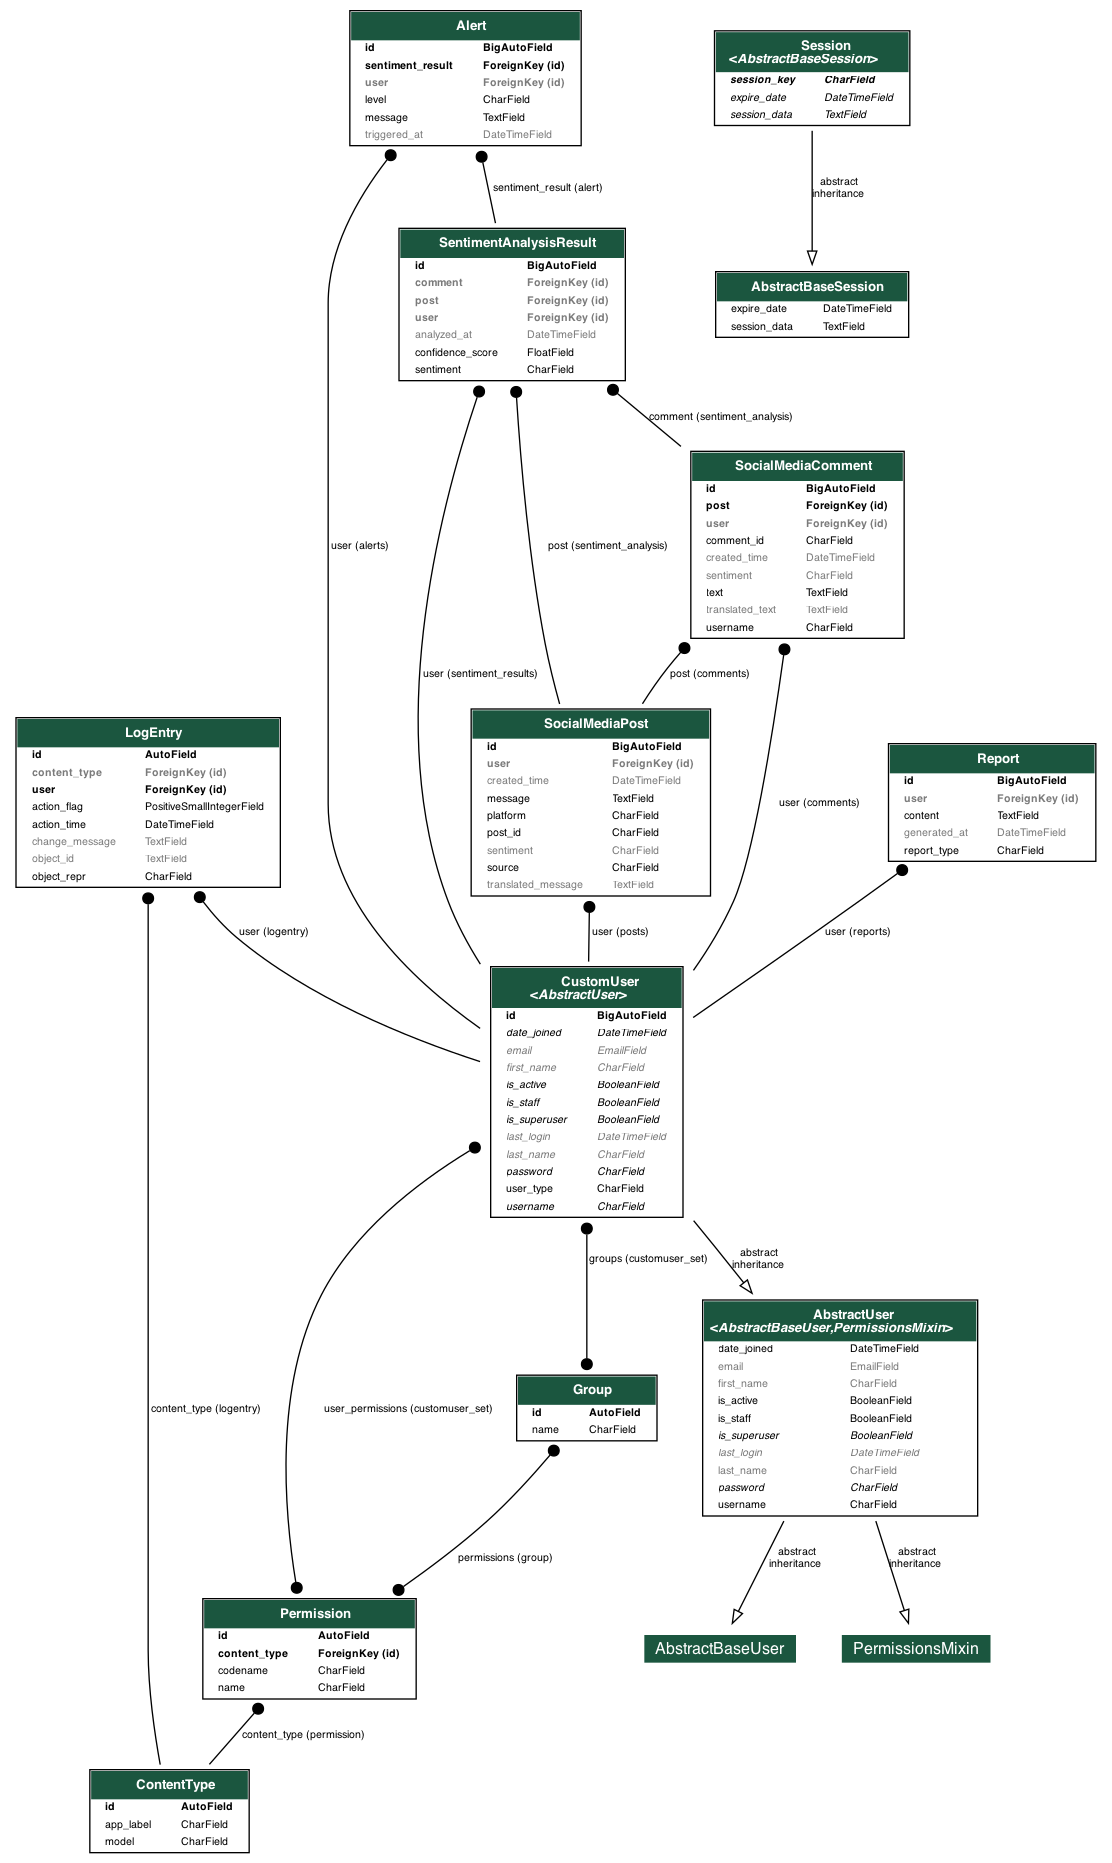 Alert
id BigAutoField
sentiment_result ForeignKey (id)
user ForeignKey (id)
level CharField
message TextField
triggered_at DateTimeField
Session
<AbstractBaseSession>
session_key CharField
expire_date DateTimeField
session_data TextField
sentiment_result (alert)
abstract
inheritance
SentimentAnalysisResult
id BigAutoField
comment ForeignKey (id)
post ForeignKey (id)
user ForeignKey (id)
analyzed_at DateTimeField
confidence_score FloatField
sentiment CharField
AbstractBaseSession
expire_date DateTimeField
session_data TextField
comment (sentiment_analysis)
SocialMediaComment
id BigAutoField
post ForeignKey (id)
user ForeignKey (id)
comment_id CharField
created_time DateTimeField
sentiment CharField
text TextField
translated_text TextField
username CharField
user (alerts)
post (sentiment_analysis)
user (sentiment_results)
post (comments)
LogEntry
id AutoField
content_type ForeignKey (id)
user ForeignKey (id)
action_flag PositiveSmallIntegerField
action_time DateTimeField
change_message TextField
object_id TextField
object_repr CharField
SocialMediaPost
id BigAutoField
user ForeignKey (id)
created_time DateTimeField
message TextField
platform CharField
post_id CharField
sentiment CharField
source CharField
translated_message TextField
user (comments)
Report
id BigAutoField
user ForeignKey (id)
content TextField
generated_at DateTimeField
report_type CharField
user (logentry)
user (posts)
user (reports)
CustomUser
<AbstractUser>
id BigAutoField
date_joined DateTimeField
email EmailField
first_name CharField
is_active BooleanField
is_staff BooleanField
is_superuser BooleanField
last_login DateTimeField
last_name CharField
password CharField
user_type CharField
username CharField
groups (customuser_set)
abstract
inheritance
AbstractUser
<AbstractBaseUser,PermissionsMixin>
date_joined DateTimeField
email EmailField
first_name CharField
is_active BooleanField
is_staff BooleanField
is_superuser BooleanField
last_login DateTimeField
last_name CharField
password CharField
username CharField
content_type (logentry)
user_permissions (customuser_set)
Group
id AutoField
name CharField
permissions (group)
abstract
inheritance
abstract
inheritance
Permission
id AutoField
content_type ForeignKey (id)
codename CharField
name CharField
AbstractBaseUser
PermissionsMixin
content_type (permission)
ContentType
id AutoField
app_label CharField
model CharField